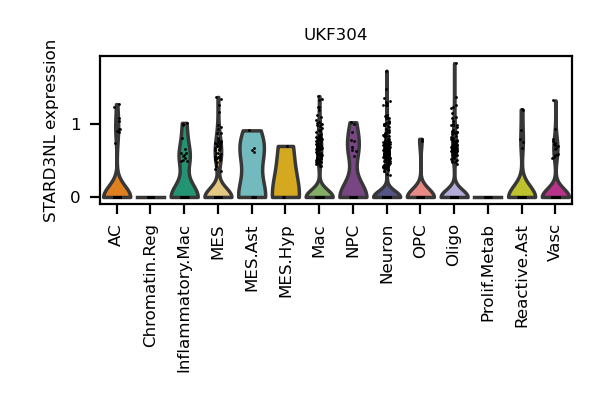 UKF304
STARD3NL expression
1
0
AC
Chromatin.Reg
Inflammatory.Mac
MES
MES.Ast
MES.Hyp
Mac
NPC
Neuron
OPC
Oligo
Prolif.Metab
Reactive.Ast
Vasc